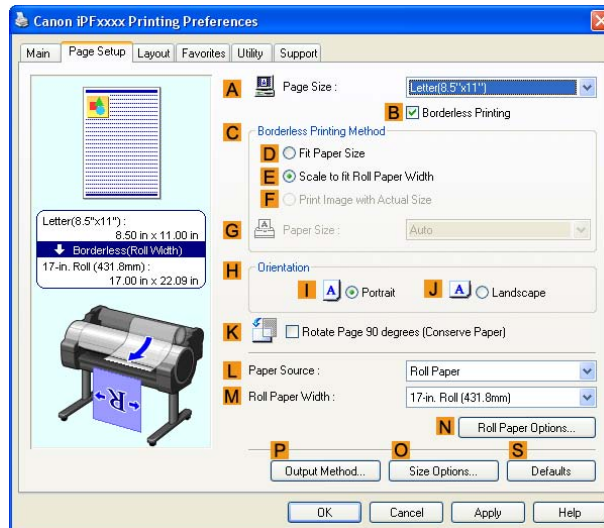 Canon iPFxxxx Printing Preferences
Main Page Setup Layout Favorites Utility Support
A Page Size : Letter(8.5"x11")
B Borderless Printing
C Borderless Printing Method
D Fit Paper Size
E Scale to fit Roll Paper Width
F Print Image with Actual Size
G Paper Size : Auto
Letter(8.5"x11") :
8.50 in x 11.00 in
Borderless(Roll Width)
17-in. Roll (431.8mm) :
17.00 in x 22.09 in
H Orientation
I A Portrait J A Landscape
K Rotate Page 90 degrees (Conserve Paper)
R
L Paper Source : Roll Paper
M Roll Paper Width : 17-in. Roll (431.8mm)
N Roll Paper Options...
P O S
Output Method... Size Options... Defaults
OK Cancel Apply Help